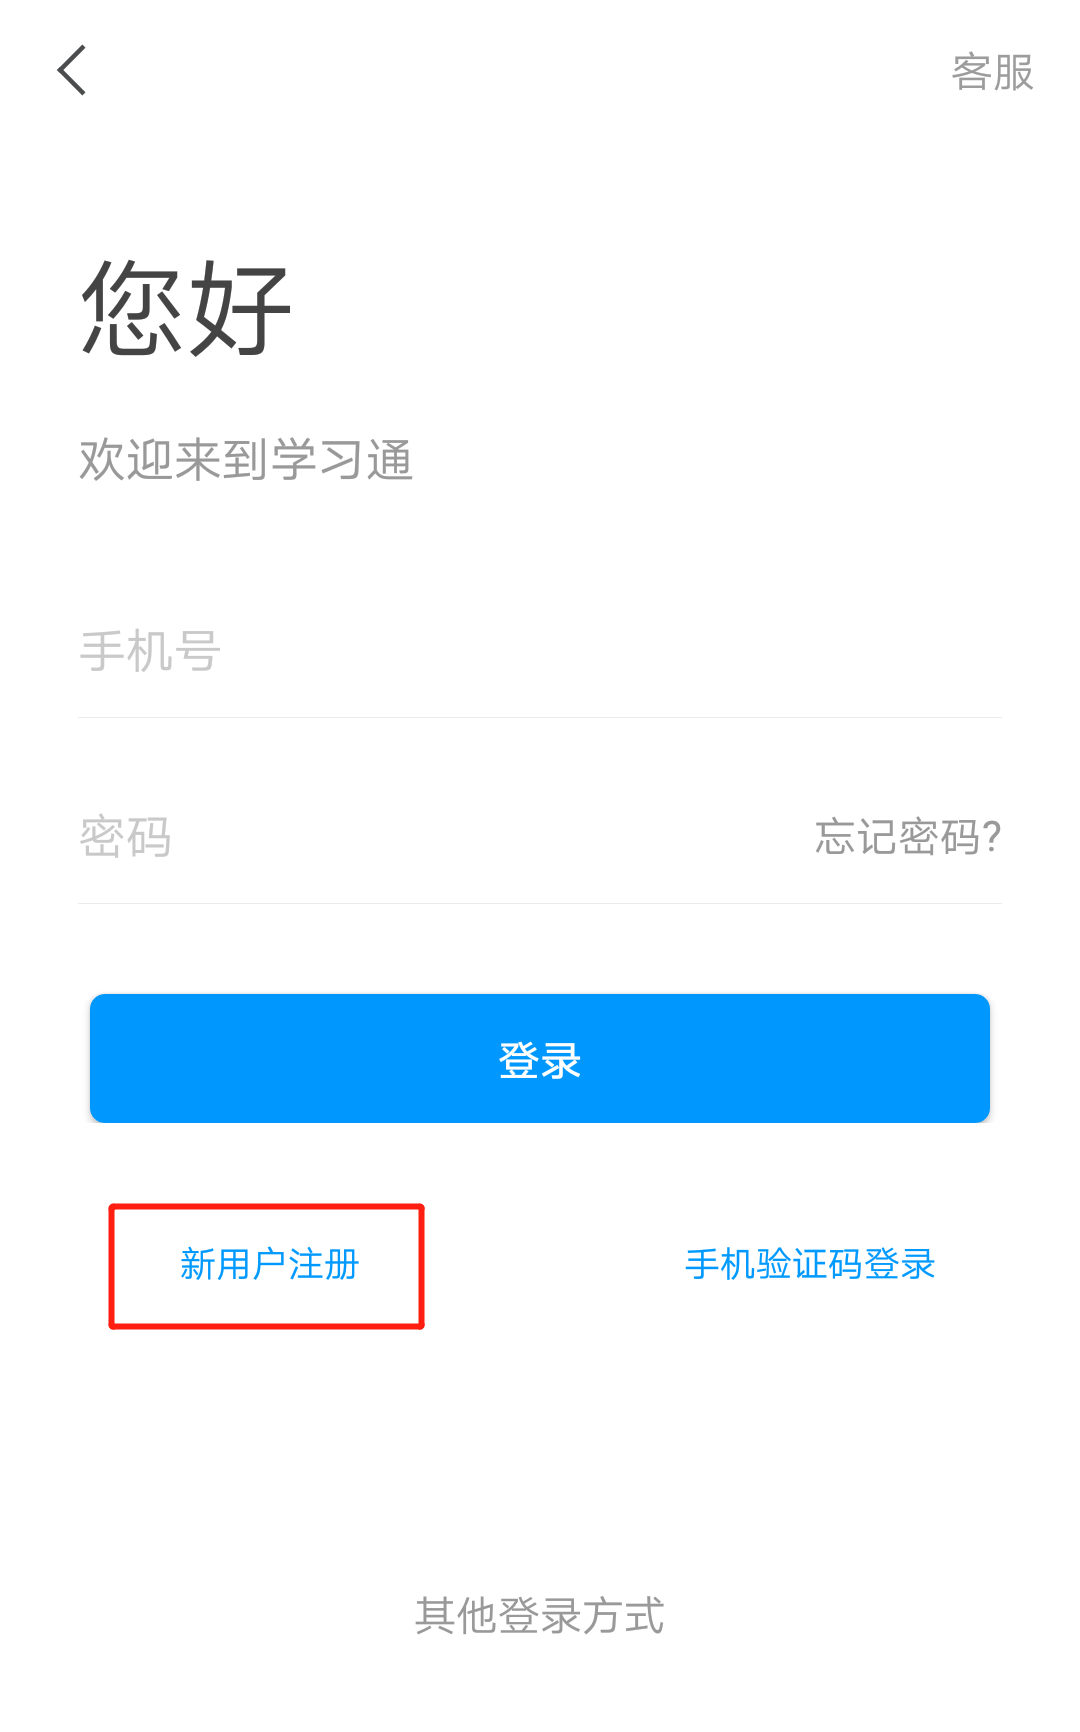 客服
您好
欢迎来到学习通
手机号
密码 忘记密码?
登录
新用户注册 手机验证码登录
其他登录方式